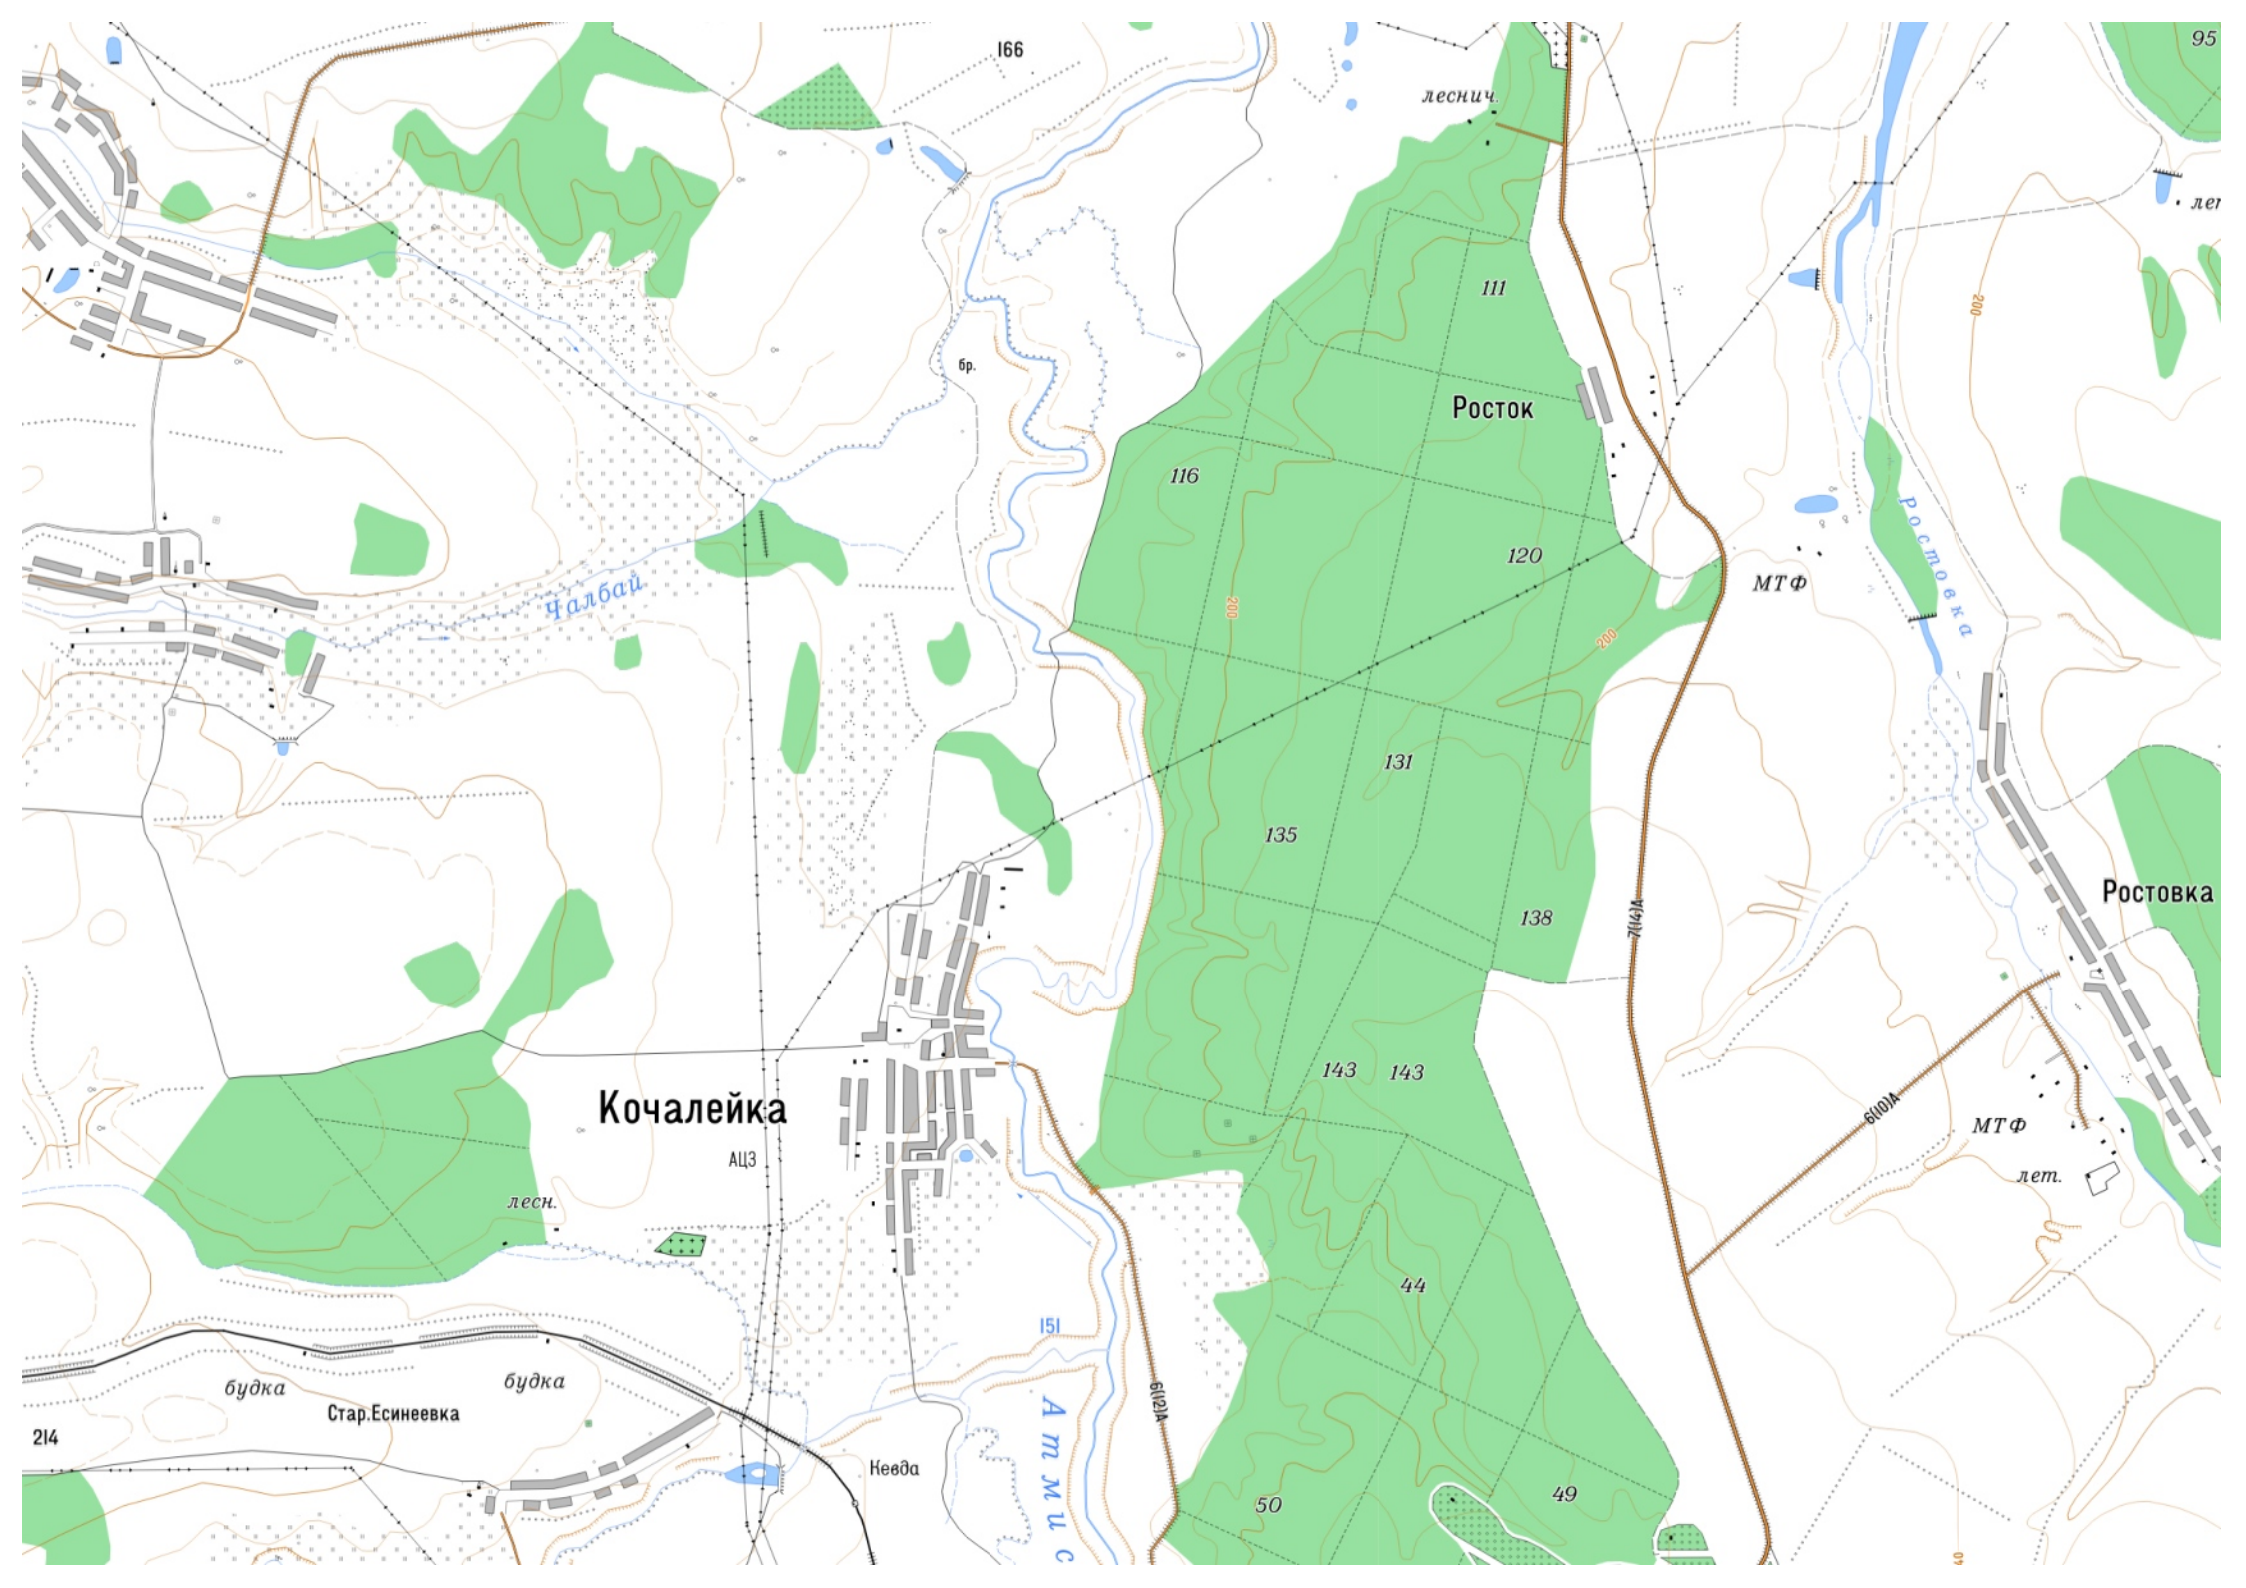 166
95
леснич.
лет
111
200
бр.
Росток
116
Ростовка
120
МТФ
Чалбай
200
200
131
135
Ростовка
138
7(14)А
143
143
Кочалейка
6(10)А
МТФ
АЦЗ
лет.
лесн.
44
151
будка
будка
Атмис
6(12)А
Стар.Есинеевка
214
Кевда
50
49